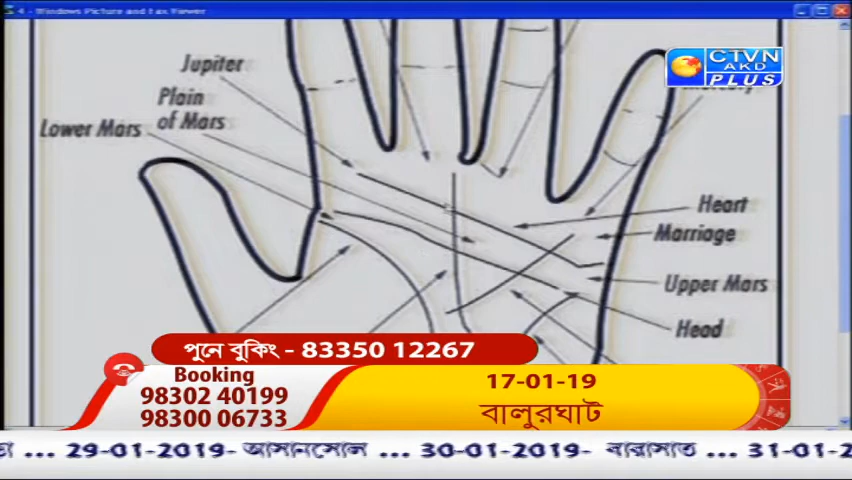 4 - Windows Picture and Fax Viewer
CTVN
AKD
PLUS
Jupiter
Plain
of Mars
Lower Mars
Heart
Marriage
Upper Mars
Head
পুনে বুকিং - 83350 12267
Booking
98302 40199
98300 06733
17-01-19
বালুরঘাট
... 29-01-2019- আসানসোল ... 30-01-2019- বারাসাত ... 31-01-2